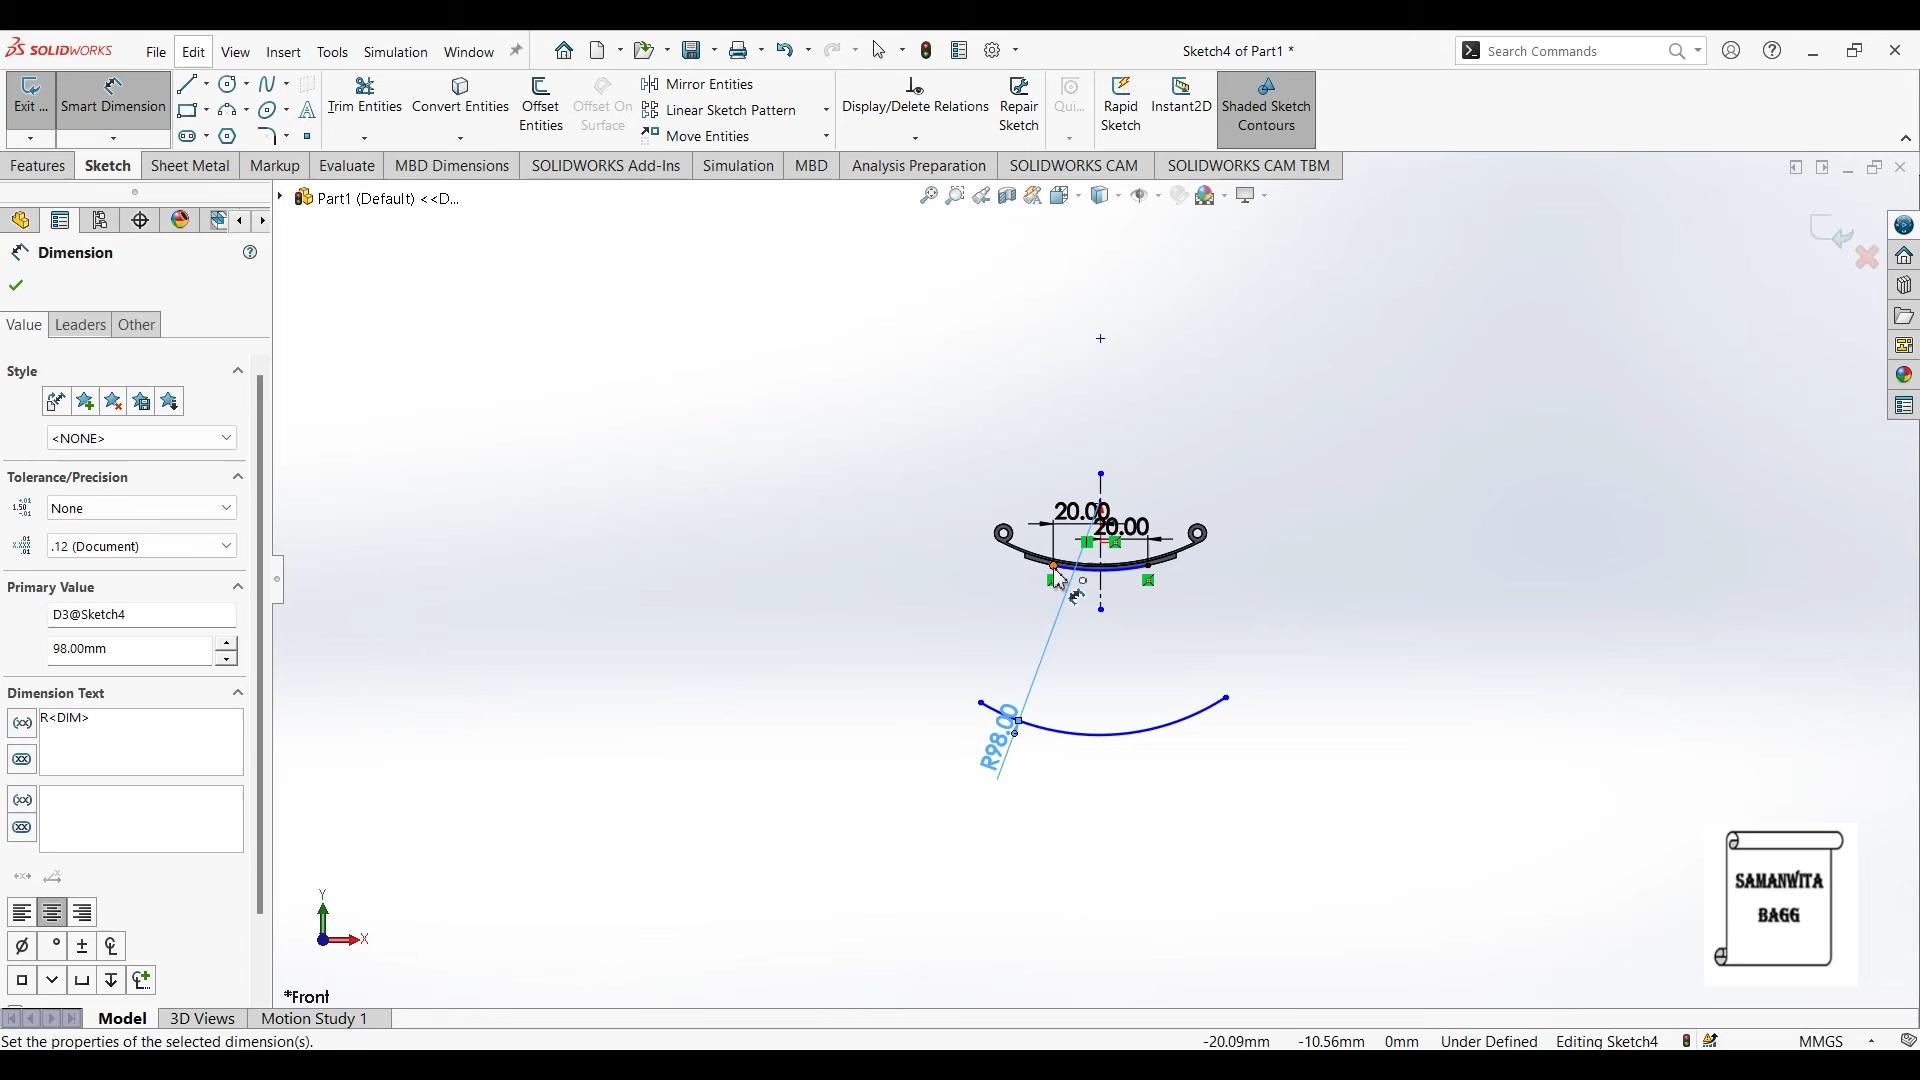 SOLIDWORKS File Edit View Insert Tools Simulation Window Sketch4 of Part1 * Search Commands
Exit ... Smart Dimension Trim Entities Convert Entities Offset Entities Offset On Surface Mirror Entities Linear Sketch Pattern Move Entities Display/Delete Relations Repair Sketch Qui... Rapid Sketch Instant2D Shaded Sketch Contours
Features Sketch Sheet Metal Markup Evaluate MBD Dimensions SOLIDWORKS Add-Ins Simulation MBD Analysis Preparation SOLIDWORKS CAM SOLIDWORKS CAM TBM
Part1 (Default) <<D...
Dimension
Value Leaders Other
Style
<NONE>
Tolerance/Precision
None
.12 (Document)
Primary Value
D3@Sketch4
98.00mm
Dimension Text
R<DIM>
20.00
20.00
R98.00
SAMANWITA
BAGG
Y
X
*Front
Model 3D Views Motion Study 1
Set the properties of the selected dimension(s). -20.09mm -10.56mm 0mm Under Defined Editing Sketch4 MMGS